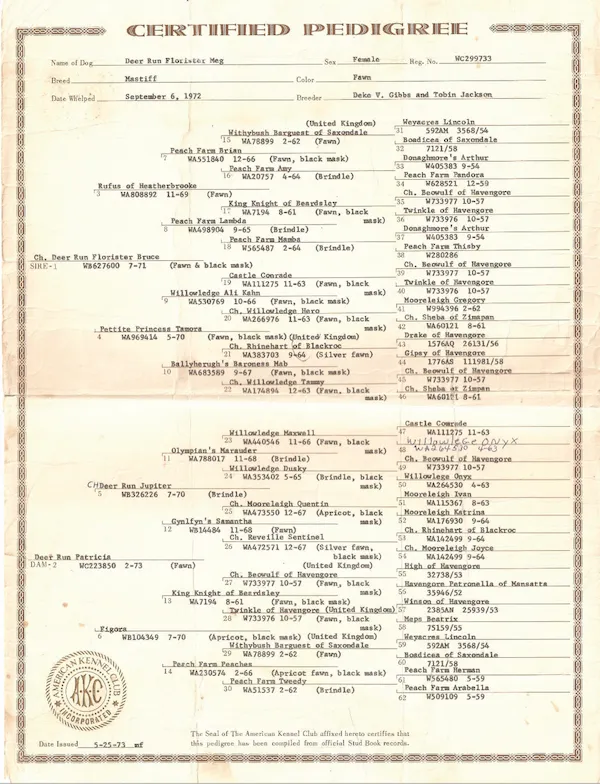 CERTIFIED PEDIGREE
Name of Dog Deer Run Florister Meg Sex Female Reg. No. WC299733
Breed Mastiff Color Fawn
Date Whelped September 6, 1972 Breeder Deke V. Gibbs and Tobin Jackson
(United Kingdom) Weyacres Lincoln
Withybush Barguest of Saxondale 31 592AM 3568/54
15 WA78899 2-62 (Fawn) Boadicea of Saxondale
Peach Farm Brian 32 7121/58
7 WA551840 12-66 (Fawn, black mask) Donaghmore's Arthur
Peach Farm Amy 33 W405383 9-54
16 WA20757 4-64 (Brindle) Peach Farm Pandora
Rufus of Heatherbrooke 34 W628521 12-59
3 WA808892 11-69 (Fawn) Ch. Beowulf of Havengore
King Knight of Beardsley 35 W733977 10-57
17 WA7194 8-61 (Fawn, black mask) Twinkle of Havengore
Peach Farm Lambda 36 W733976 10-57
8 WA498904 9-65 (Brindle) Donaghmore's Arthur
Peach Farm Mamba 37 W405383 9-54
18 W565487 2-64 (Brindle) Peach Farm Thisby
Ch. Deer Run Florister Bruce 38 W280286
SIRE-1 WB627600 7-71 (Fawn & black mask) Ch. Beowulf of Havengore
Castle Comrade 39 W733977 10-57
19 WA111275 11-63 (Fawn, black mask) Twinkle of Havengore
Willowledge Ali Kahn 40 W733976 10-57
9 WA530769 10-66 (Fawn, black mask) Mooreleigh Gregory
Ch. Willowledge Hero 41 W994396 2-62
20 WA266976 11-63 (Fawn, black mask) Ch. Sheba of Zimapan
Pettite Princess Tamora 42 WA60121 8-61
4 WA969414 5-70 (Fawn, black mask) (United Kingdom) Drake of Havengore
Ch. Rhinehart of Blackroc 43 1576AQ 26131/56
21 WA383703 9-64 (Silver fawn) Gipsy of Havengore
Ballyherugh's Baroness Mab 44 1776AS 111981/58
10 WA683589 9-67 (Fawn, black mask) Ch. Beowulf of Havengore
Ch. Willowledge Tammy 45 W733977 10-57
22 WA174894 12-63 (Fawn, black mask) Ch. Sheba of Zimpan
46 WA60121 8-61
Castle Comrade
Willowledge Maxwell 47 WA111275 11-63
23 WA440546 11-66 (Fawn, black mask) Willowlege Onyx
Olympian's Marauder 48 WA264530 4-63
11 WA788017 11-68 (Brindle) Ch. Beowulf of Havengore
Willowledge Dusky 49 W733977 10-57
24 WA353402 5-65 (Brindle, black mask) Willowlege Onyx
CH Deer Run Jupiter 50 WA264530 4-63
5 WB326226 7-70 (Brindle) Mooreleigh Ivan
Ch. Mooreleigh Quentin 51 WA115367 8-63
25 WA473550 12-67 (Apricot, black mask) Mooreleigh Katrina
Gynlfyn's Samantha 52 WA176930 9-64
12 WB14484 11-68 (Fawn) Ch. Rhinehart of Blackroc
Ch. Reveille Sentinel 53 WA142499 9-64
26 WA472571 12-67 (Silver fawn, black mask) Ch. Mooreleigh Joyce
Deer Run Patricia 54 WA142499 9-64
DAM-2 WC223850 2-73 (Fawn) (United Kingdom) High of Havengore
Ch. Beowulf of Havengore 55 32738/53
27 W733977 10-57 (Fawn, black mask) Havengore Petronella of Mansatta
King Knight of Beardsley 56 35946/52
13 WA7194 8-61 (Fawn, black mask) Winson of Havengore
Twinkle of Havengore (United Kingdom) 57 2385AN 25939/53
28 W733976 10-57 (Fawn, black mask) Meps Beatrix
Figora 58 75159/55
6 WB104349 7-70 (Apricot, black mask) (United Kingdom) Weyacres Lincoln
Withybush Barguest of Saxondale 59 592AM 3568/54
29 WA78899 2-62 (Fawn) Boadicea of Saxondale
Peach Farm Peaches 60 7121/58
14 WA230574 2-66 (Apricot fawn, black mask) Peach Farm Harman
Peach Farm Tweedy 61 W565480 5-59
30 WA51537 2-62 (Brindle) Peach Farm Arabella
62 W509109 5-59
AMERICAN KENNEL CLUB
AKC
INCORPORATED
The Seal of The American Kennel Club affixed hereto certifies that
this pedigree has been compiled from official Stud Book records.
Date Issued 5-25-73 mf